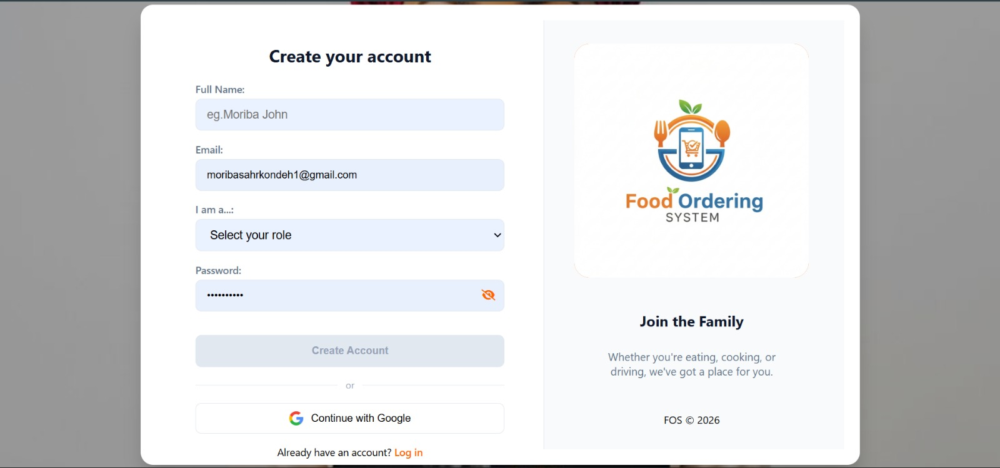 Create your account
Full Name:
eg.Moriba John
Email:
moribasahrkondeh1@gmail.com
I am a...:
Select your role
Password:
••••••••••
Create Account
or
Continue with Google
Already have an account? Log in
Food Ordering
SYSTEM
Join the Family
Whether you're eating, cooking, or
driving, we've got a place for you.
FOS © 2026